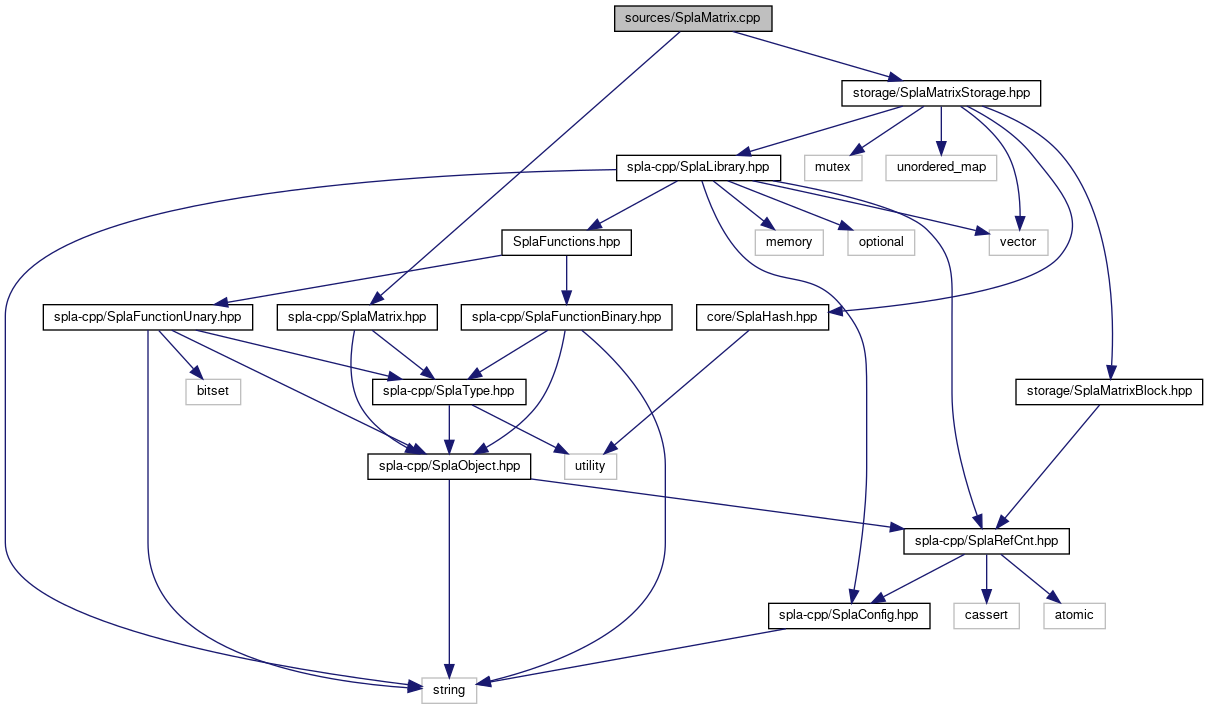 sources/SplaMatrix.cpp
storage/SplaMatrixStorage.hpp
spla-cpp/SplaLibrary.hpp
mutex
unordered_map
SplaFunctions.hpp
memory
optional
vector
spla-cpp/SplaFunctionUnary.hpp
spla-cpp/SplaMatrix.hpp
spla-cpp/SplaFunctionBinary.hpp
core/SplaHash.hpp
bitset
spla-cpp/SplaType.hpp
storage/SplaMatrixBlock.hpp
spla-cpp/SplaObject.hpp
utility
spla-cpp/SplaRefCnt.hpp
spla-cpp/SplaConfig.hpp
cassert
atomic
string